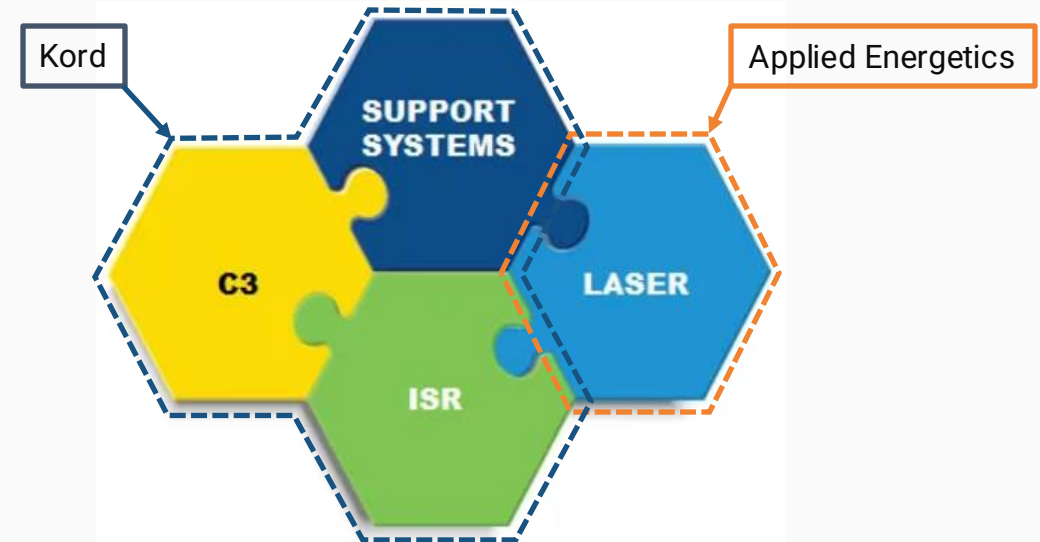 Kord
Applied Energetics
SUPPORT
SYSTEMS
C3
LASER
ISR